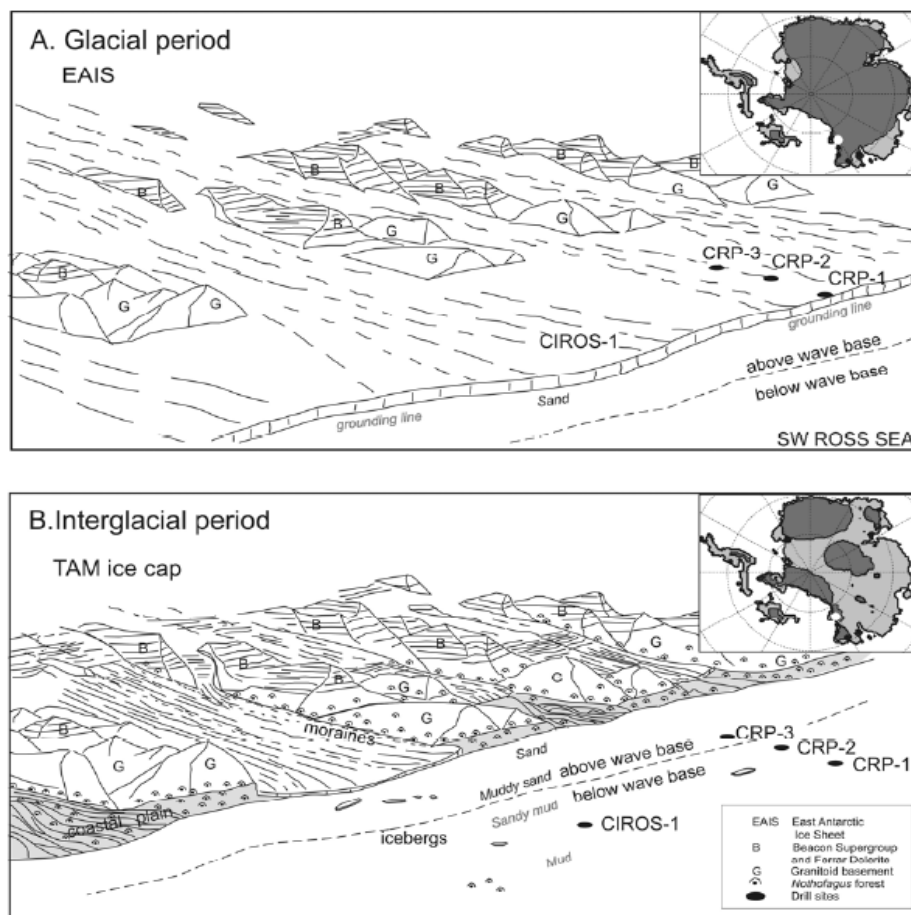 A. Glacial period
EAIS
B
B
B
B
B
G
B
G
G
G
G
B
G
G
CRP-3
CRP-2
CRP-1
grounding line
CIROS-1
above wave base
Sand
below wave base
grounding line
SW ROSS SEA
B.Interglacial period
TAM ice cap
B
B
B
B
B
G
G
B
G
G
B
G
moraines
G
G
CRP-3
Sand
CRP-2
above wave base
Muddy sand
CRP-1
below wave base
Sandy mud
coastal plain
icebergs
CIROS-1
Mud
EAIS East Antarctic
Ice Sheet
B Beacon Supergroup
and Ferrar Dolerite
G Granitoid basement
Nothofagus forest
Drill sites